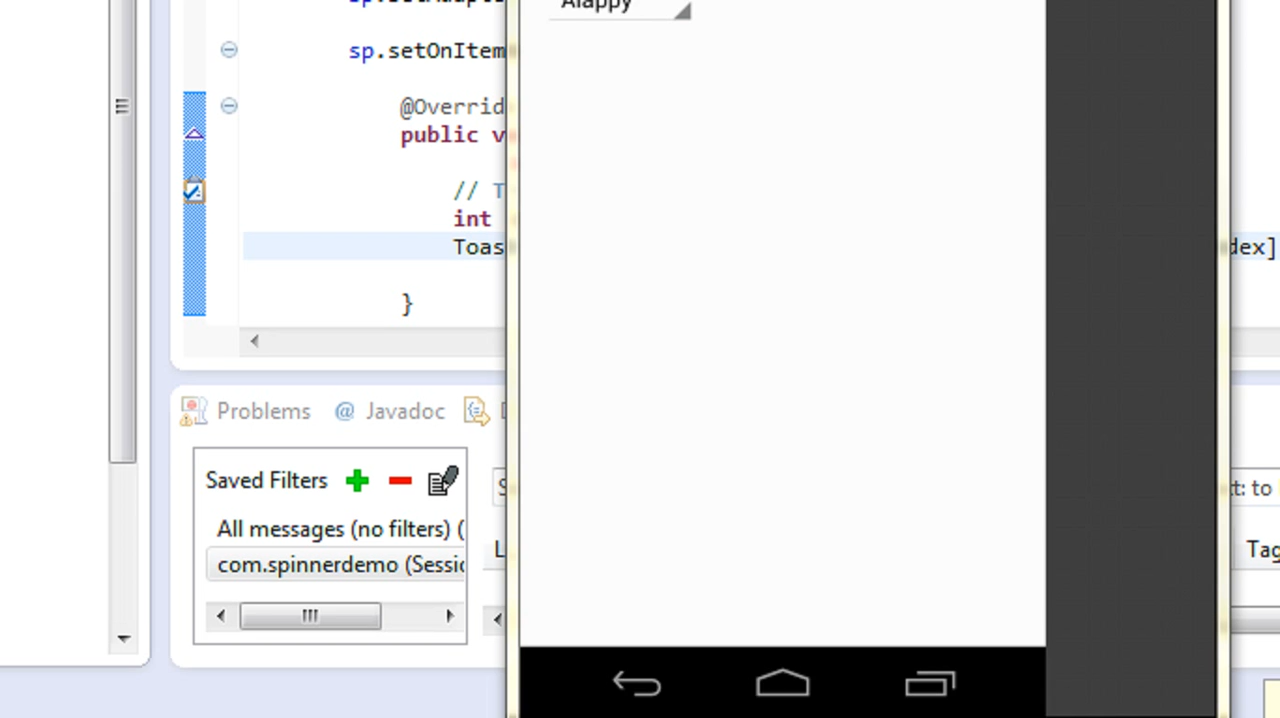 Alappy
sp.setOnItem
@Overrid
public v
// T
int
Toas
dex]
}
Problems @ Javadoc
Saved Filters
t: to
All messages (no filters) (
L
Tag
com.spinnerdemo (Sessic